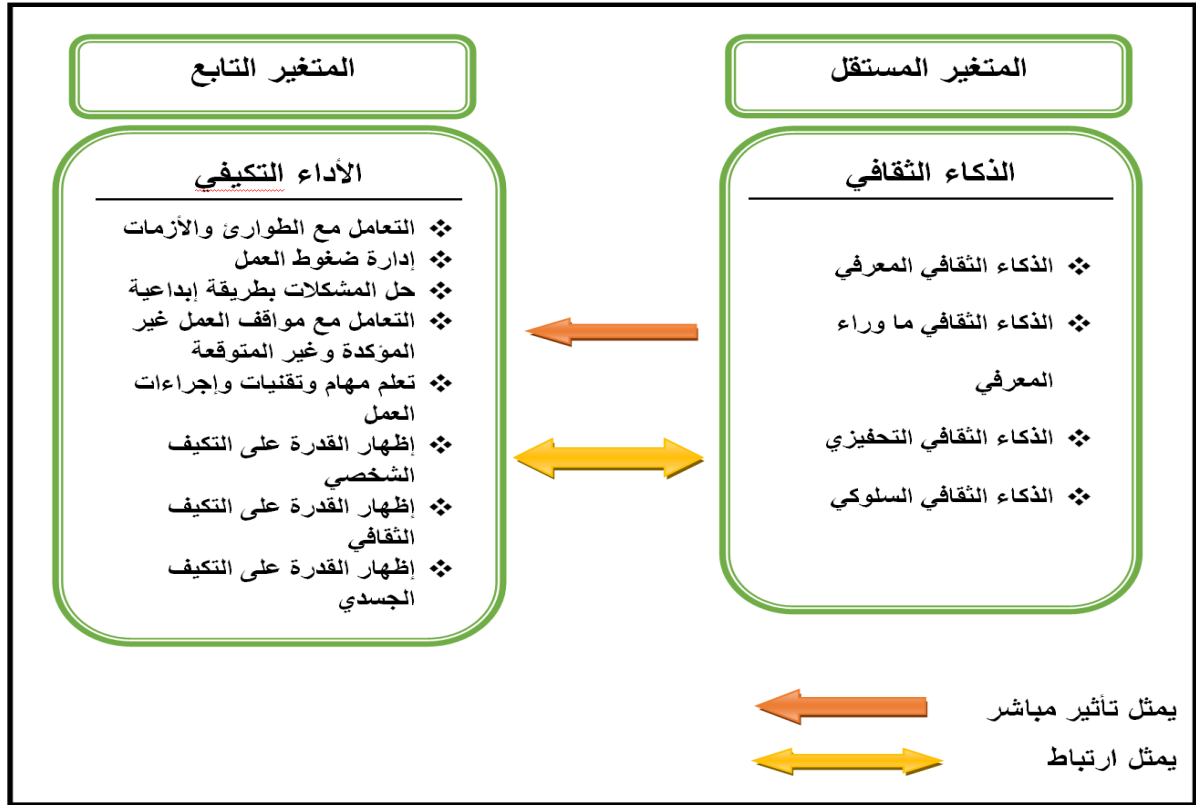 المتغير المستقل
الذكاء الثقافي
❖ الذكاء الثقافي المعرفي
❖ الذكاء الثقافي ما وراء
المعرفي
❖ الذكاء الثقافي التحفيزي
❖ الذكاء الثقافي السلوكي
المتغير التابع
الأداء التكيفي
❖ التعامل مع الطوارئ والأزمات
❖ إدارة ضغوط العمل
❖ حل المشكلات بطريقة إبداعية
❖ التعامل مع مواقف العمل غير
المؤكدة وغير المتوقعة
❖ تعلم مهام وتقنيات وإجراءات
العمل
❖ إظهار القدرة على التكيف
الشخصي
❖ إظهار القدرة على التكيف
الثقافي
❖ إظهار القدرة على التكيف
الجسدي
يمثل تأثير مباشر
يمثل ارتباط